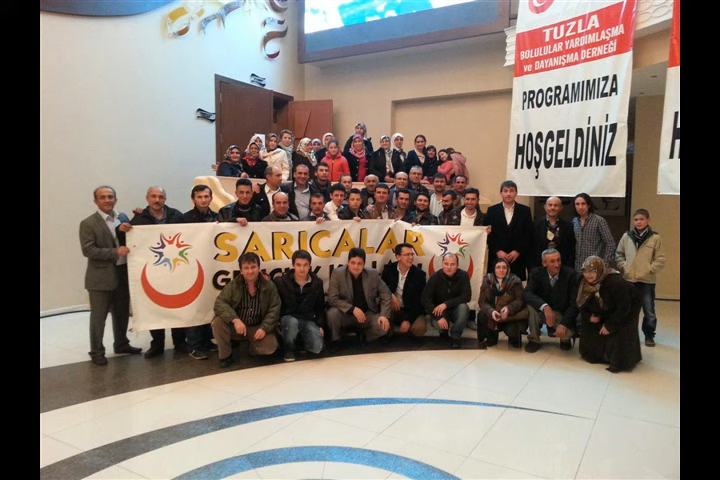 TUZLA
BOLULULAR YARDIMLAŞMA
ve DAYANIŞMA DERNEĞİ
PROGRAMIMIZA
HOŞGELDİNİZ
SARICALAR